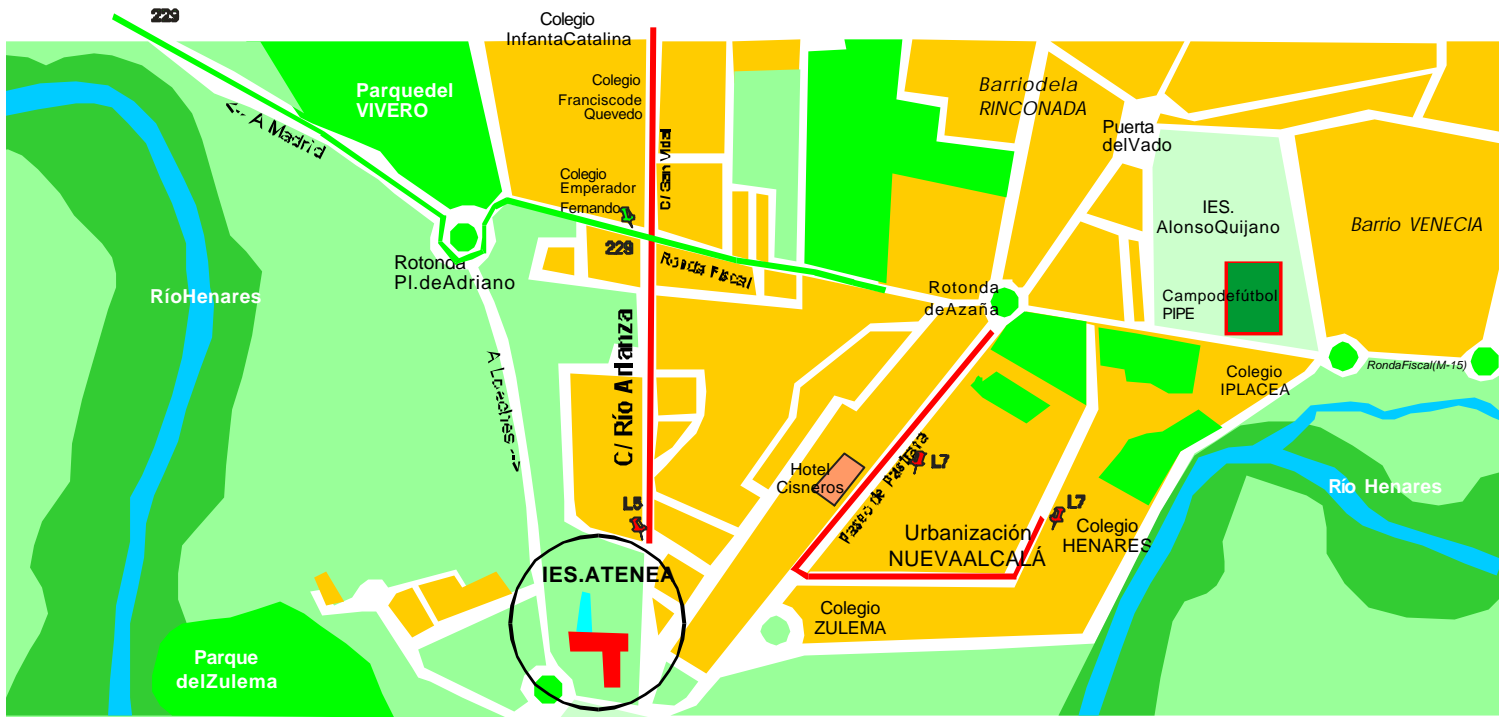 229
Colegio
InfantaCatalina
Colegio
Franciscode
Quevedo
Parquedel
VIVERO
<-- A Madrid
C/ San Vidal
Barriodela
RINCONADA
Puerta
delVado
Colegio
Emperador
Fernando
229
Ronda Fiscal
IES.
AlonsoQuijano
Barrio VENECIA
Rotonda
Pl.deAdriano
RíoHenares
Rotonda
deAzaña
Campodefútbol
PIPE
A Loeches -->
C/ Río Arlanza
Colegio
IPLACEA
RondaFiscal(M-15)
Hotel
Cisneros
paseo de Pastrana
L7
L5
L7
Río Henares
Urbanización
NUEVAALCALÁ
Colegio
HENARES
IES.ATENEA
Colegio
ZULEMA
Parque
delZulema